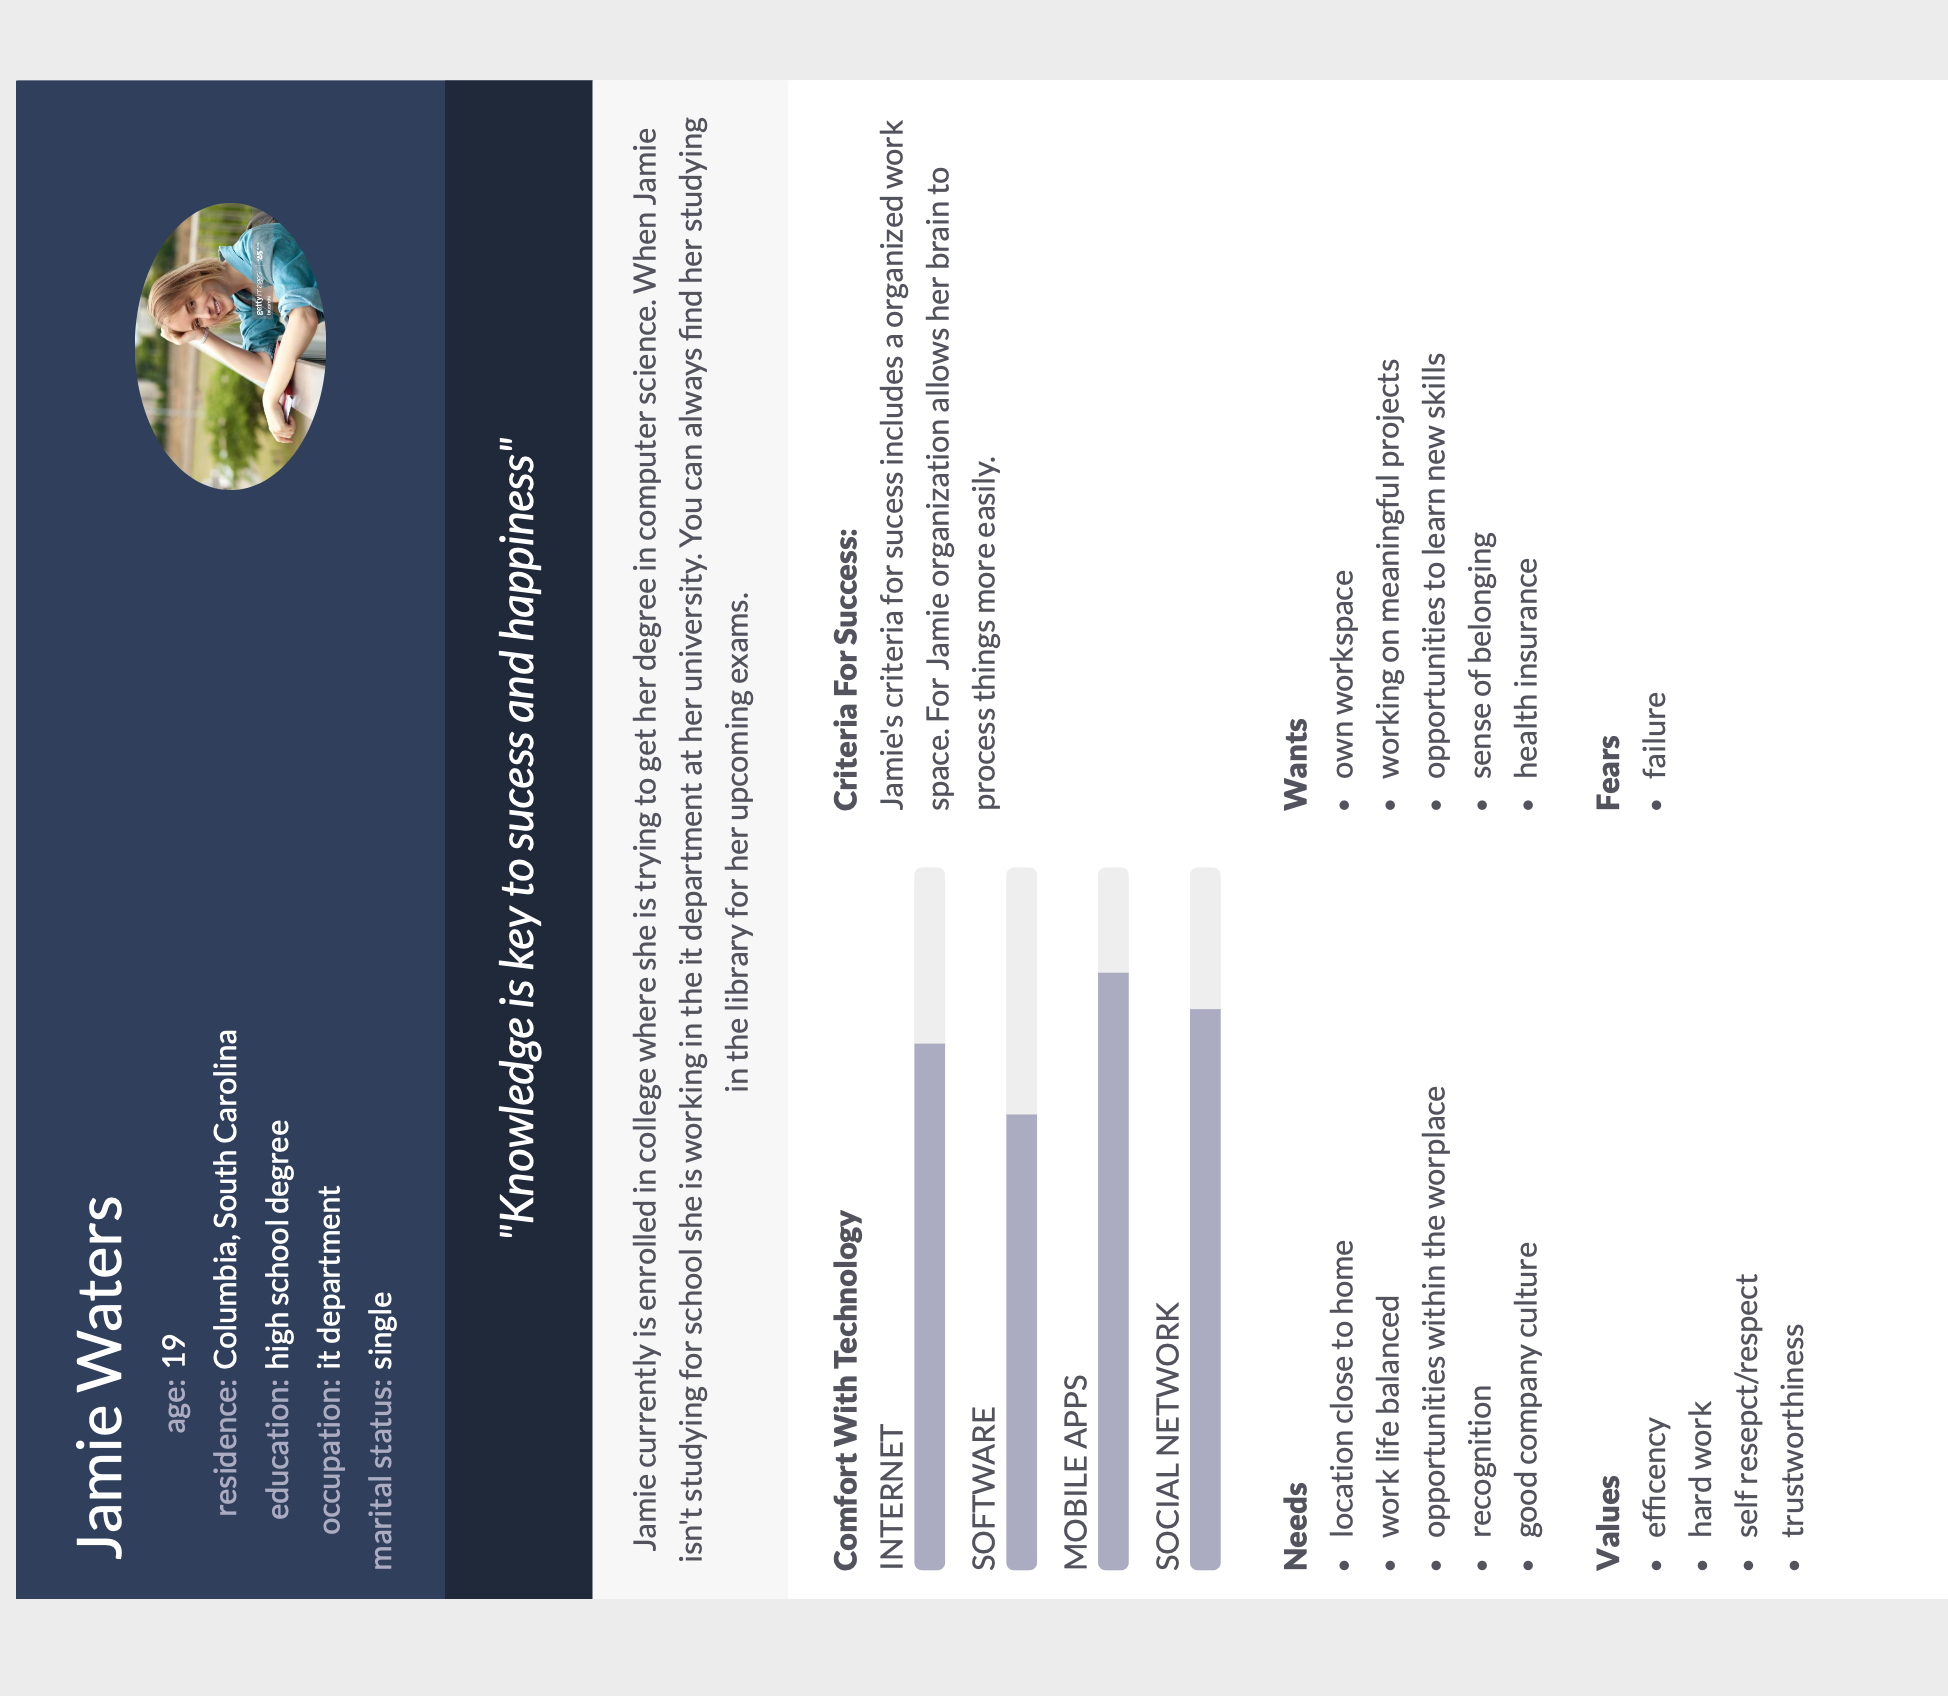 Jamie Waters
age: 19
residence: Columbia, South Carolina
education: high school degree
occupation: it department
marital status: single
"Knowledge is key to sucess and happiness"
Jamie currently is enrolled in college where she is trying to get her degree in computer science. When Jamie
isn't studying for school she is working in the it department at her university. You can always find her studying
in the library for her upcoming exams.
Comfort With Technology
INTERNET
SOFTWARE
MOBILE APPS
SOCIAL NETWORK
Criteria For Success:
Jamie's criteria for sucess includes a organized work
space. For Jamie organization allows her brain to
process things more easily.
Needs
• location close to home
• work life balanced
• opportunities within the worplace
• recognition
• good company culture
Wants
• own workspace
• working on meaningful projects
• opportunities to learn new skills
• sense of belonging
• health insurance
Values
• efficency
• hard work
• self resepct/respect
• trustworthiness
Fears
• failure